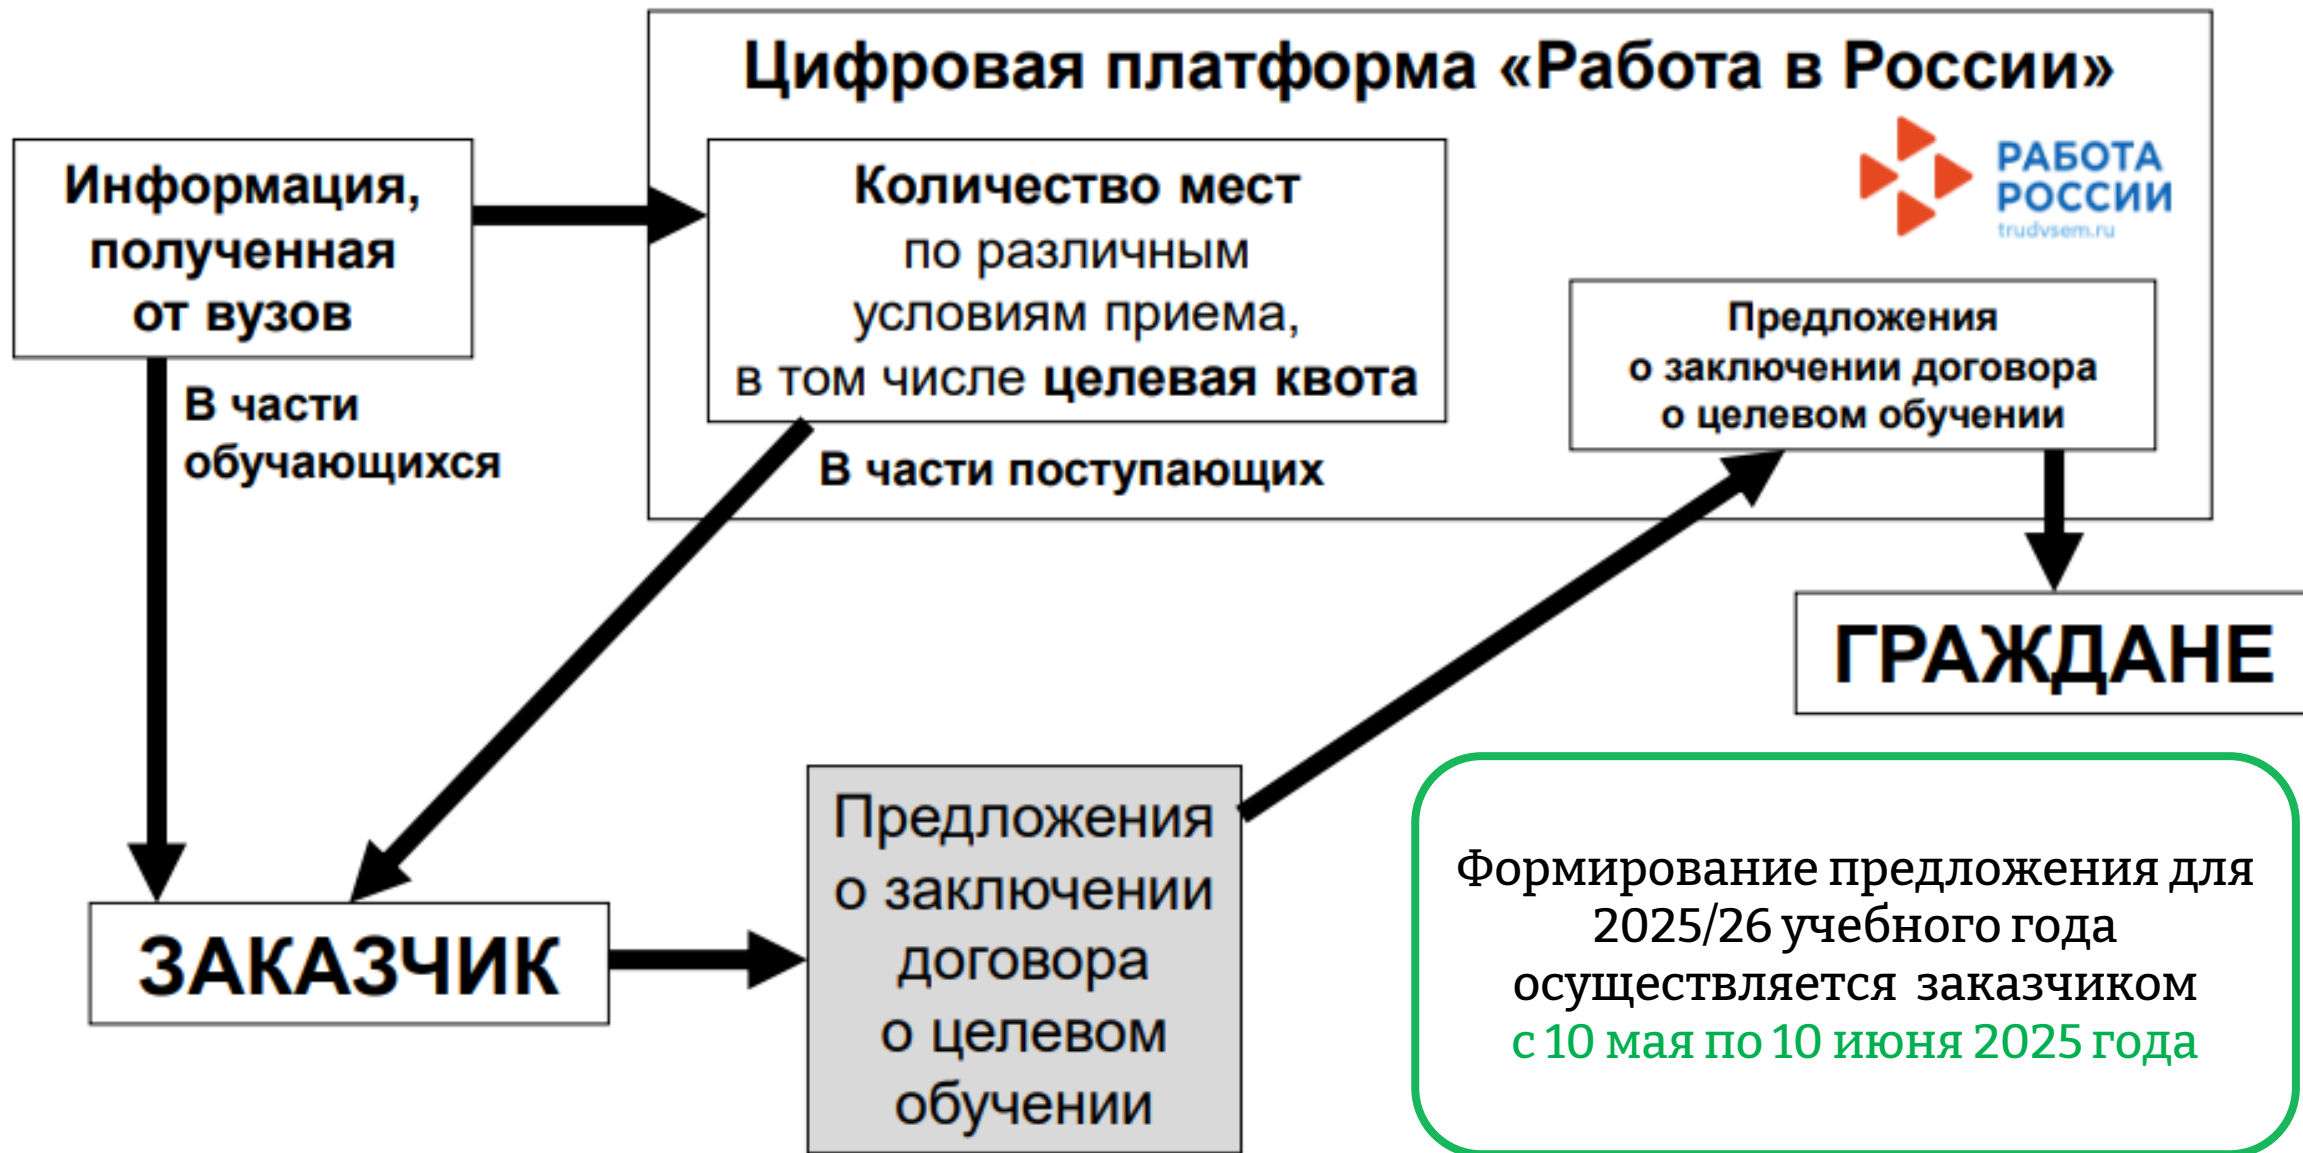 Цифровая платформа «Работа в России»
Информация,
полученная
от вузов
Количество мест
по различным
условиям приема,
в том числе целевая квота
РАБОТА
РОССИИ
trudvsem.ru
Предложения
о заключении договора
о целевом обучении
В части
обучающихся
В части поступающих
ГРАЖДАНЕ
ЗАКАЗЧИК
Предложения
о заключении
договора
о целевом
обучении
Формирование предложения для
2025/26 учебного года
осуществляется заказчиком
с 10 мая по 10 июня 2025 года